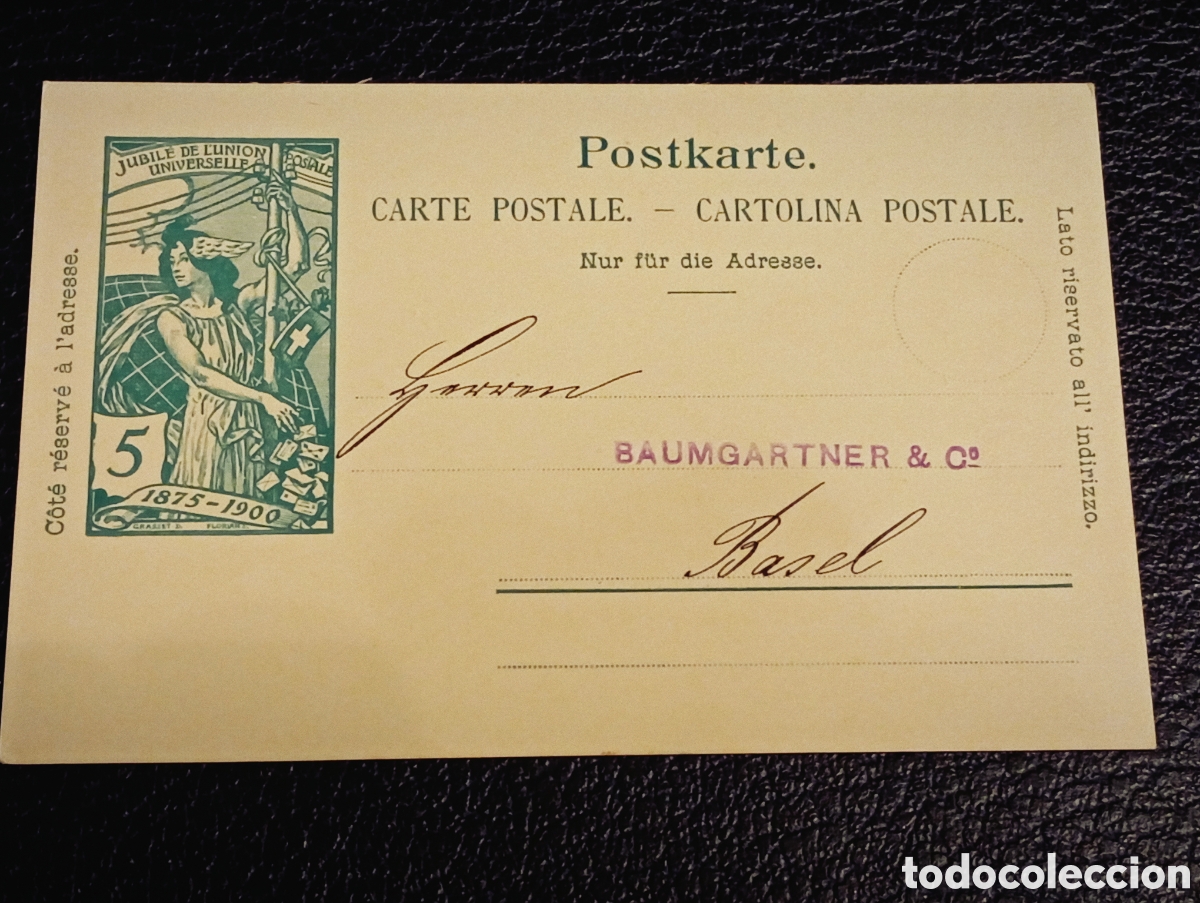 JUBILÉ DE L'UNION
UNIVERSELLE POSTALE
5
1875-1900
GRASSET D.
Côté réservé à l'adresse.
Postkarte.
CARTE POSTALE. – CARTOLINA POSTALE.
Nur für die Adresse.
Lato riservato all' indirizzo.
Herren
BAUMGARTNER & Cº
Basel
todocoleccion